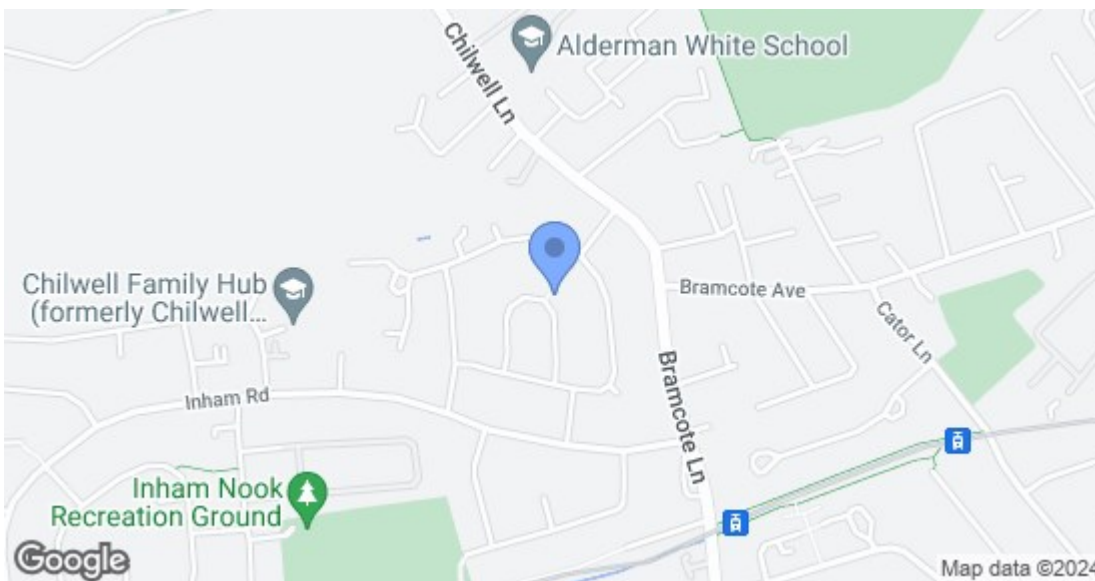 Chilwell Ln
Alderman White School
Chilwell Family Hub
(formerly Chilwell...
Bramcote Ave
Cator Ln
Inham Rd
Bramcote Ln
Inham Nook
Recreation Ground
Google
Map data ©2024